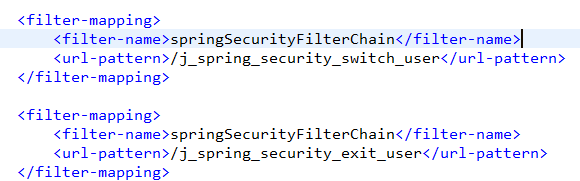 <filter-mapping>
<filter-name>springSecurityFilterChain</filter-name>
<url-pattern>/j_spring_security_switch_user</url-pattern>
</filter-mapping>
<filter-mapping>
<filter-name>springSecurityFilterChain</filter-name>
<url-pattern>/j_spring_security_exit_user</url-pattern>
</filter-mapping>